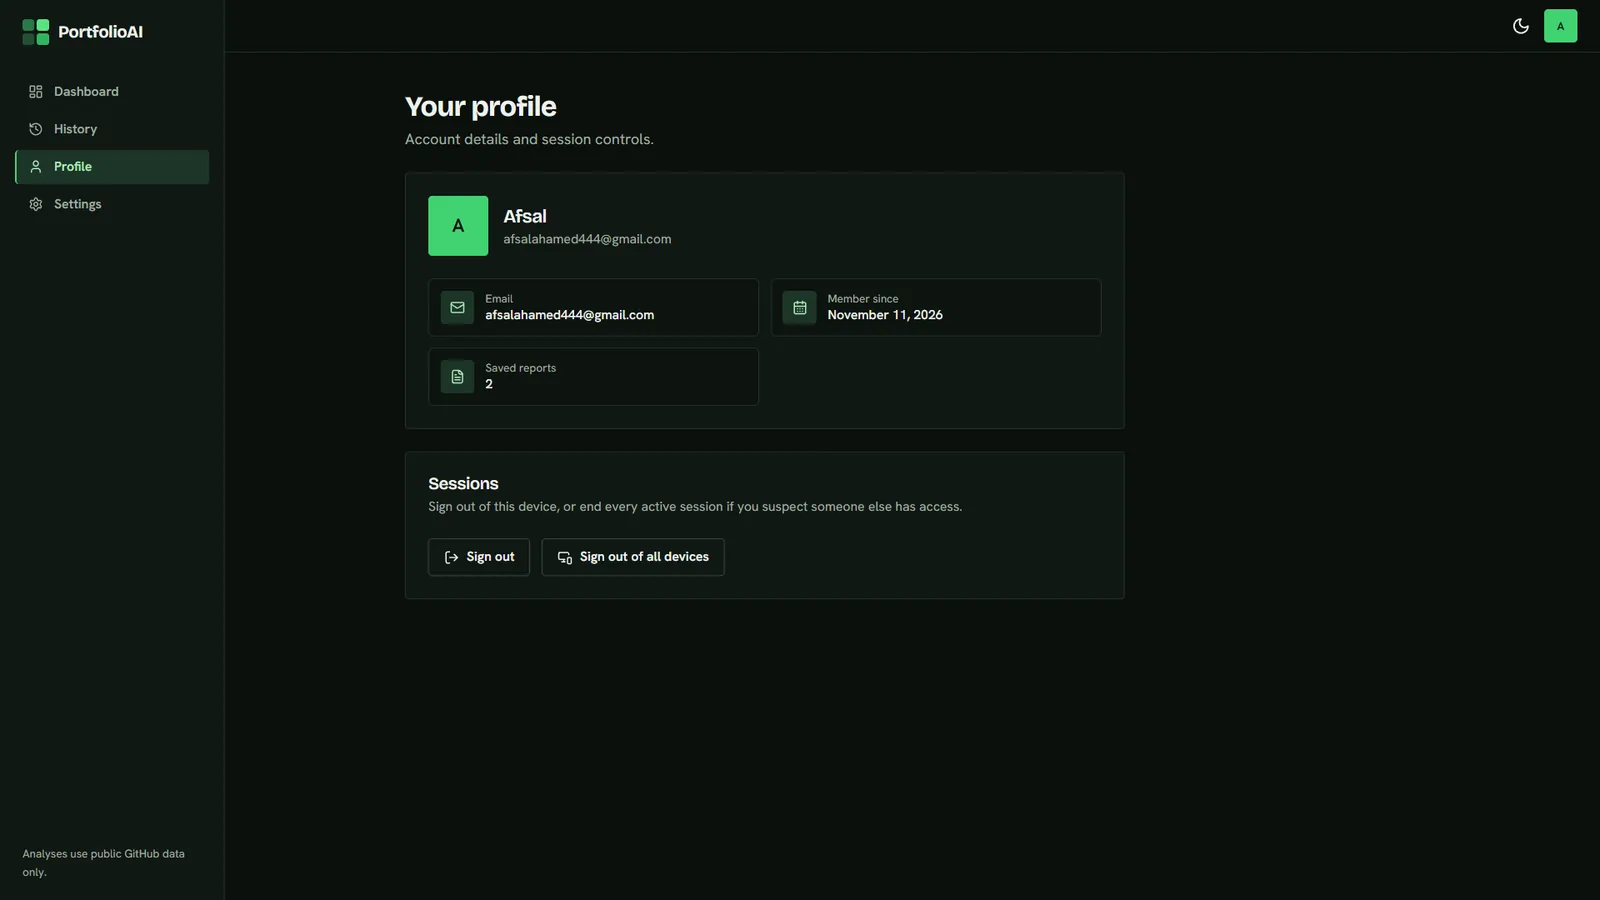 PortfolioAI
A
Dashboard
History
Profile
Settings
Your profile
Account details and session controls.
A
Afsal
afsalahamed444@gmail.com
Email
afsalahamed444@gmail.com
Member since
November 11, 2026
Saved reports
2
Sessions
Sign out of this device, or end every active session if you suspect someone else has access.
Sign out
Sign out of all devices
Analyses use public GitHub data
only.